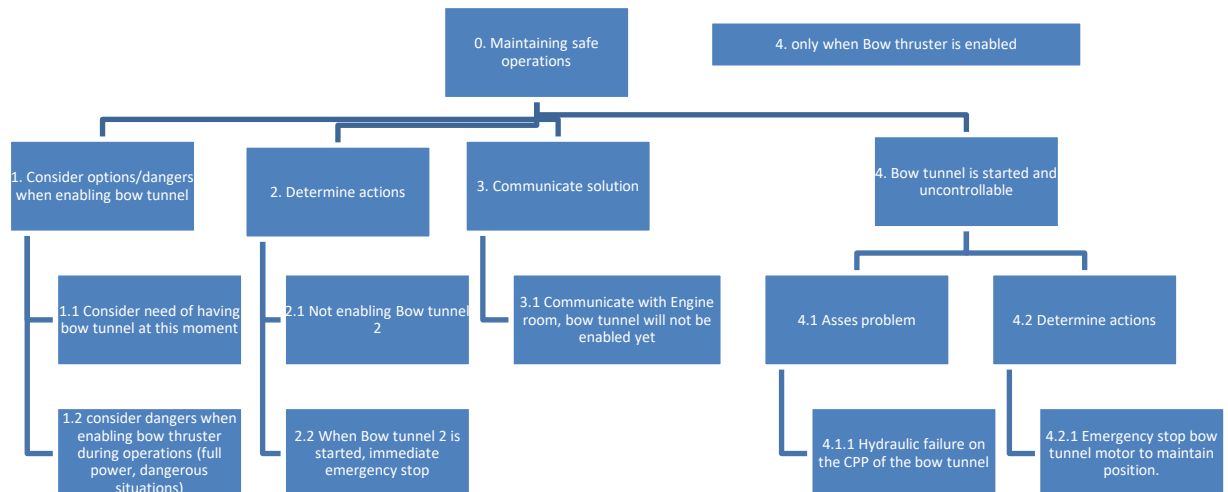 0. Maintaining safe
operations
4. only when Bow thruster is enabled
1. Consider options/dangers
when enabling bow tunnel
2. Determine actions
3. Communicate solution
4. Bow tunnel is started and
uncontrollable
1.1 Consider need of having
bow tunnel at this moment
2.1 Not enabling Bow tunnel
2
3.1 Communicate with Engine
room, bow tunnel will not be
enabled yet
4.1 Asses problem
4.2 Determine actions
1.2 consider dangers when
enabling bow thruster
during operations (full
power, dangerous
situations)
2.2 When Bow tunnel 2 is
started, immediate
emergency stop
4.1.1 Hydraulic failure on
the CPP of the bow tunnel
4.2.1 Emergency stop bow
tunnel motor to maintain
position.